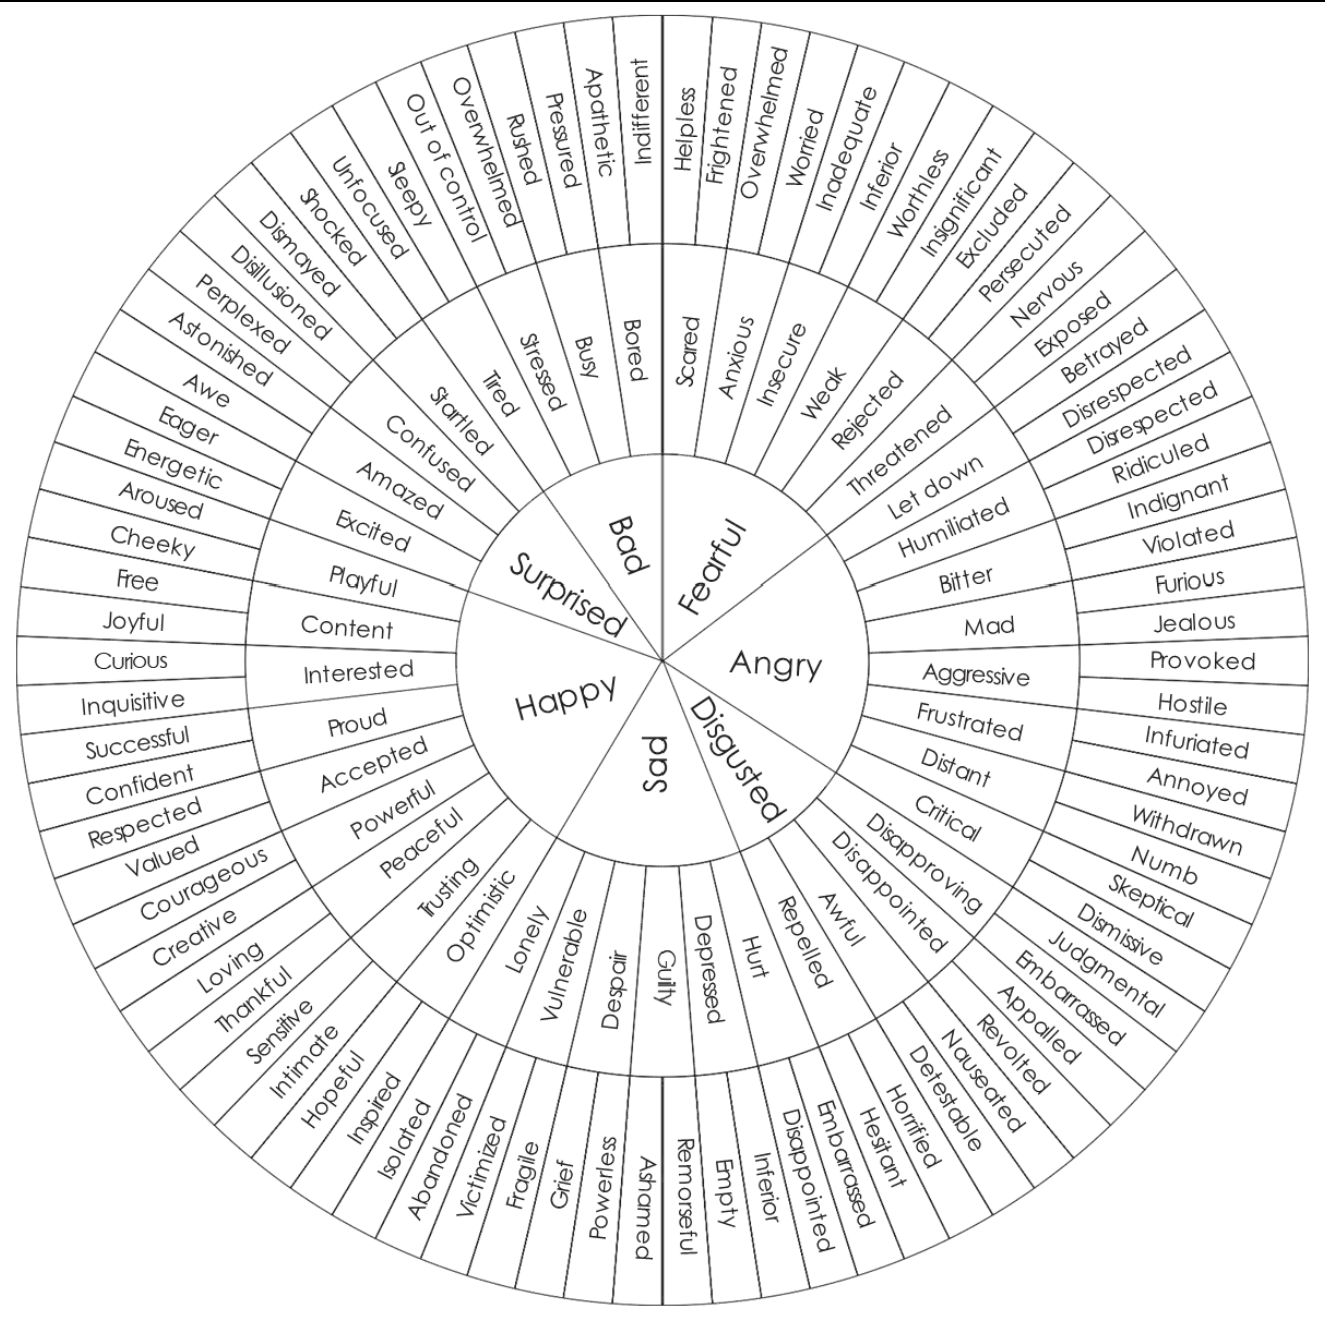 Fearful
Angry
Disgusted
Sad
Happy
Surprised
Bad
Scared
Anxious
Insecure
Weak
Rejected
Threatened
Let down
Humiliated
Bitter
Mad
Aggressive
Frustrated
Distant
Critical
Disapproving
Disappointed
Awful
Repelled
Hurt
Depressed
Guilty
Despair
Vulnerable
Lonely
Optimistic
Trusting
Peaceful
Powerful
Accepted
Proud
Interested
Content
Playful
Excited
Amazed
Confused
Startled
Tired
Stressed
Busy
Bored
Helpless
Frightened
Overwhelmed
Worried
Inadequate
Inferior
Worthless
Insignificant
Excluded
Persecuted
Nervous
Exposed
Betrayed
Disrespected
Disrespected
Ridiculed
Indignant
Violated
Furious
Jealous
Provoked
Hostile
Infuriated
Annoyed
Withdrawn
Numb
Skeptical
Dismissive
Judgmental
Embarrassed
Appalled
Revolted
Nauseated
Detestable
Horrified
Hesitant
Embarrassed
Disappointed
Inferior
Empty
Remorseful
Ashamed
Powerless
Grief
Fragile
Victimized
Abandoned
Isolated
Inspired
Hopeful
Intimate
Sensitive
Thankful
Loving
Creative
Courageous
Valued
Respected
Confident
Successful
Inquisitive
Curious
Joyful
Free
Cheeky
Aroused
Energetic
Eager
Awe
Astonished
Perplexed
Disillusioned
Dismayed
Shocked
Unfocused
Sleepy
Out of control
Overwhelmed
Rushed
Pressured
Apathetic
Indifferent